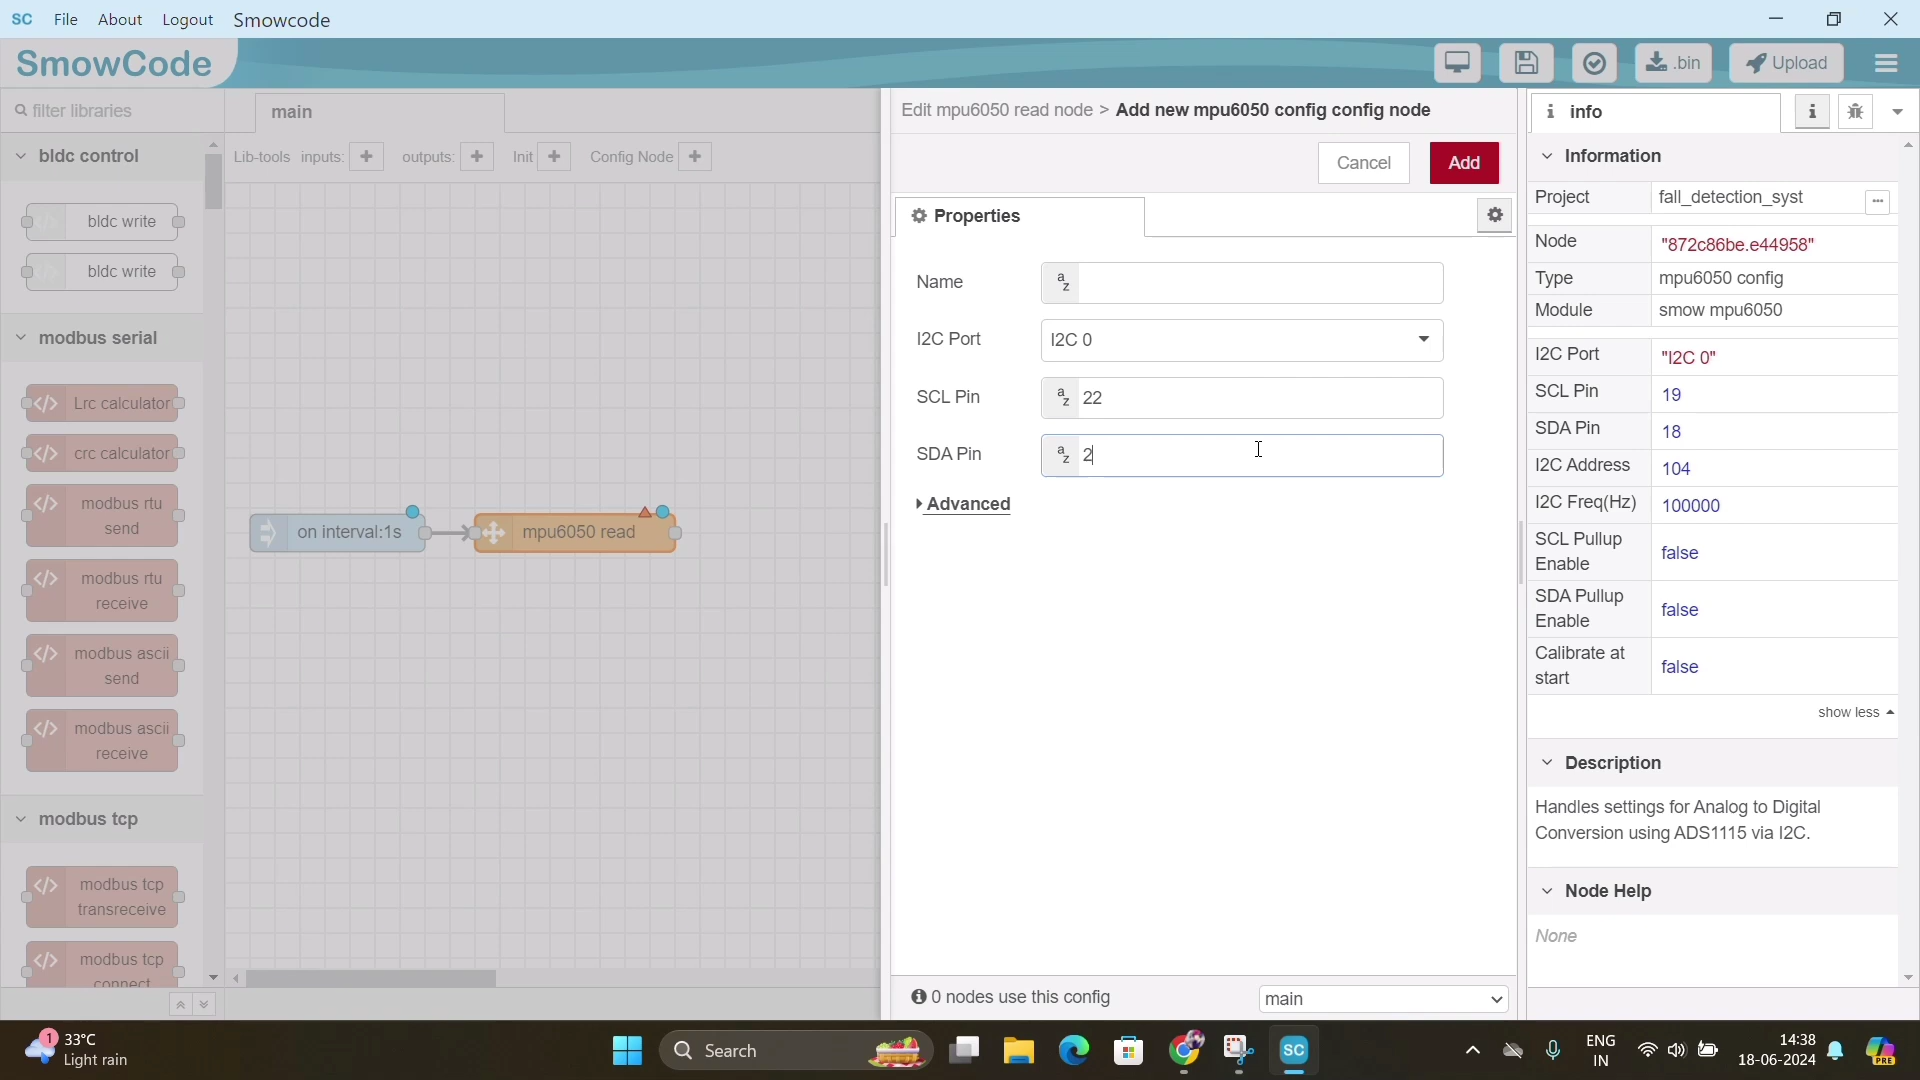 SC File About Logout Smowcode
SmowCode
.bin
Upload
filter libraries
main
Edit mpu6050 read node > Add new mpu6050 config config node
i info
i
bldc control
Lib-tools inputs: +
outputs: +
Init +
Config Node +
Cancel
Add
Information
Properties
Project fall_detection_syst ...
bldc write
Node "872c86be.e44958"
Name
bldc write
Type mpu6050 config
Module smow mpu6050
modbus serial
I2C Port I2C 0
I2C Port "I2C 0"
Lrc calculator
SCL Pin 22
SCL Pin 19
crc calculator
SDA Pin 2
SDA Pin 18
I2C Address 104
modbus rtu
send
Advanced
I2C Freq(Hz) 100000
on interval:1s
mpu6050 read
SCL Pullup
Enable
false
modbus rtu
receive
SDA Pullup
Enable
false
modbus ascii
send
Calibrate at
start
false
show less
modbus ascii
receive
Description
modbus tcp
Handles settings for Analog to Digital
Conversion using ADS1115 via I2C.
modbus tcp
transreceive
Node Help
None
modbus tcp
connect
0 nodes use this config
main
1
33°C
Light rain
Search
SC
ENG
IN
14:38
18-06-2024
PRE